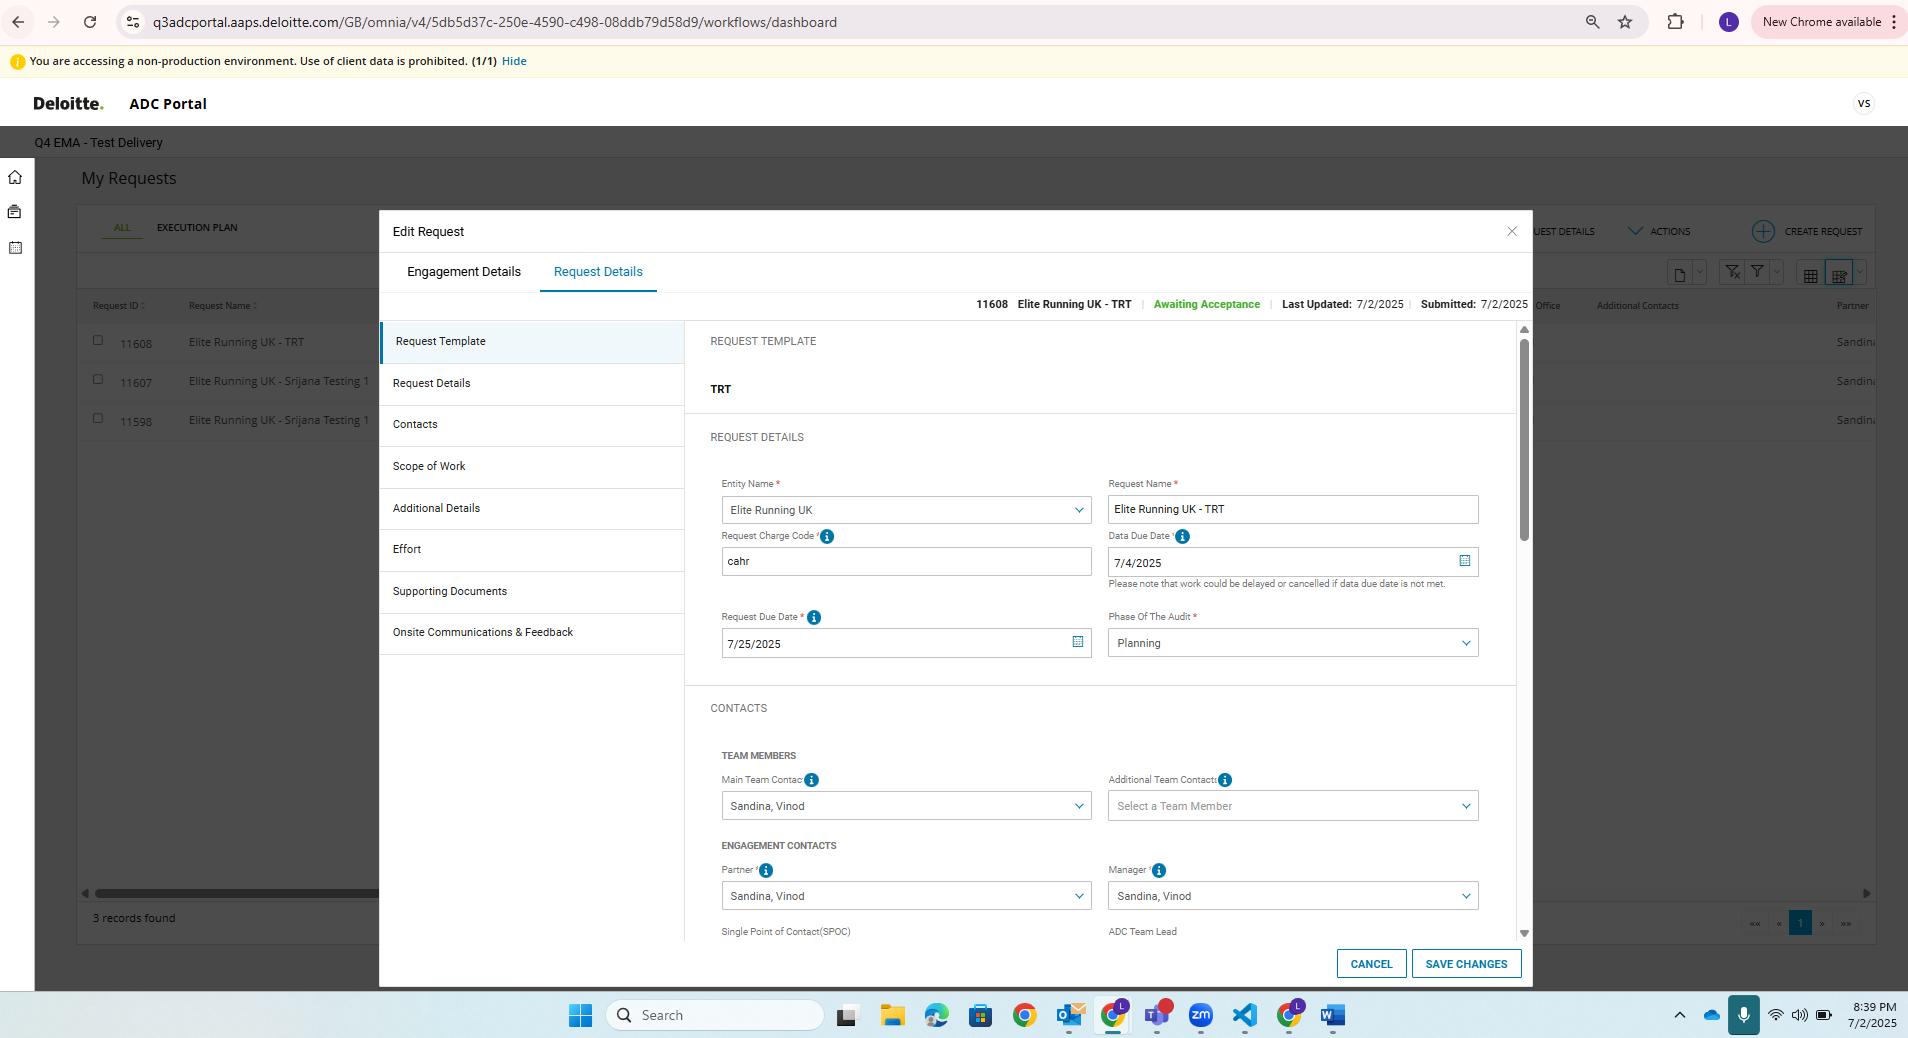 q3adcportal.aaps.deloitte.com/GB/omnia/v4/5db5d37c-250e-4590-c498-08ddb79d58d9/workflows/dashboard
L
New Chrome available
You are accessing a non-production environment. Use of client data is prohibited. (1/1) Hide
Deloitte. ADC Portal
VS
Q4 EMA - Test Delivery
My Requests
ALL EXECUTION PLAN
UEST DETAILS ACTIONS CREATE REQUEST
Request ID Request Name
Office Additional Contacts Partner
11608 Elite Running UK - TRT
Sandina
11607 Elite Running UK - Srijana Testing 1
Sandina
11598 Elite Running UK - Srijana Testing 1
Sandina
3 records found
«« « 1 » »»
Edit Request
Engagement Details Request Details
11608 Elite Running UK - TRT | Awaiting Acceptance | Last Updated: 7/2/2025 | Submitted: 7/2/2025
Request Template
Request Details
Contacts
Scope of Work
Additional Details
Effort
Supporting Documents
Onsite Communications & Feedback
REQUEST TEMPLATE
TRT
REQUEST DETAILS
Entity Name * Request Name *
Elite Running UK Elite Running UK - TRT
Request Charge Code * Data Due Date *
cahr 7/4/2025
Please note that work could be delayed or cancelled if data due date is not met.
Request Due Date * Phase Of The Audit *
7/25/2025 Planning
CONTACTS
TEAM MEMBERS
Main Team Contac Additional Team Contacts
Sandina, Vinod Select a Team Member
ENGAGEMENT CONTACTS
Partner * Manager *
Sandina, Vinod Sandina, Vinod
Single Point of Contact(SPOC) ADC Team Lead
CANCEL SAVE CHANGES
Search
L
zm
L
8:39 PM
7/2/2025